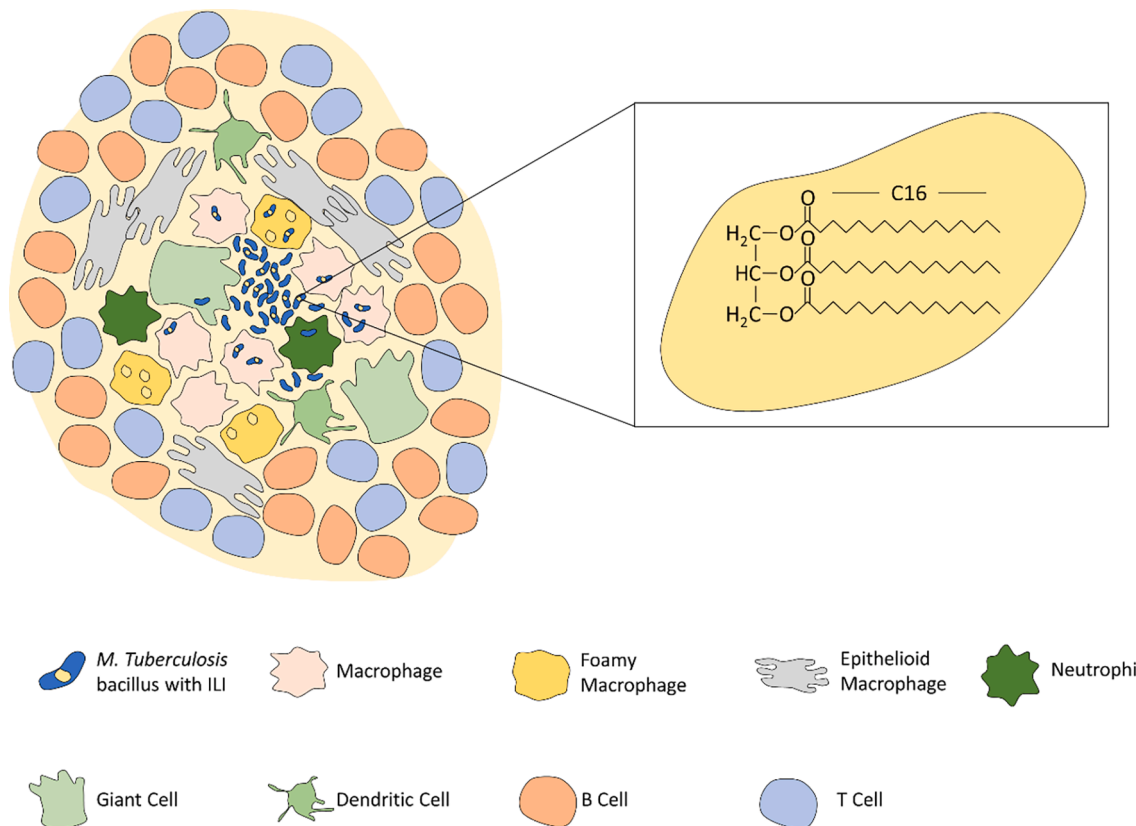 C16
O
H₂C—O
O
HC—O
O
H₂C—O
M. Tuberculosis
bacillus with ILI
Macrophage
Foamy
Macrophage
Epithelioid
Macrophage
Neutrophi
Giant Cell
Dendritic Cell
B Cell
T Cell